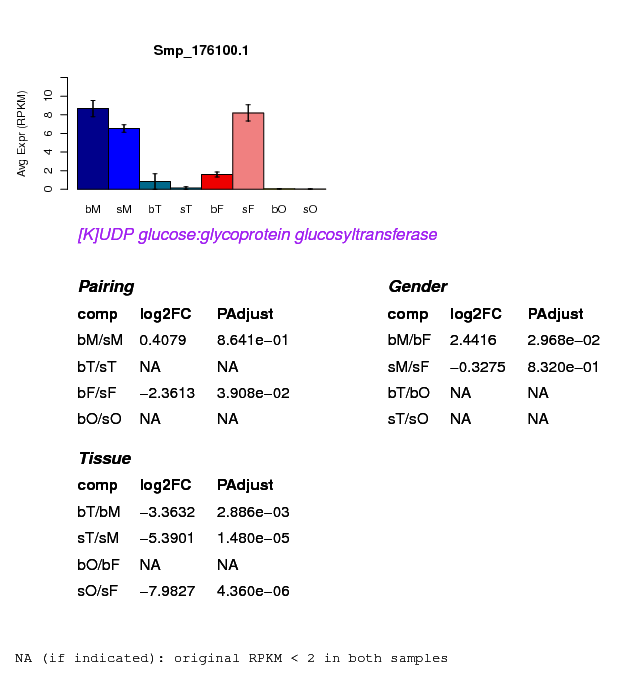 Smp_176100.1
Avg Expr (RPKM)
0 2 4 6 8 10
bM sM bT sT bF sF bO sO
[K]UDP glucose:glycoprotein glucosyltransferase
Pairing
comp log2FC PAdjust
bM/sM 0.4079 8.641e−01
bT/sT NA NA
bF/sF −2.3613 3.908e−02
bO/sO NA NA
Gender
comp log2FC PAdjust
bM/bF 2.4416 2.968e−02
sM/sF −0.3275 8.320e−01
bT/bO NA NA
sT/sO NA NA
Tissue
comp log2FC PAdjust
bT/bM −3.3632 2.886e−03
sT/sM −5.3901 1.480e−05
bO/bF NA NA
sO/sF −7.9827 4.360e−06
NA (if indicated): original RPKM < 2 in both samples